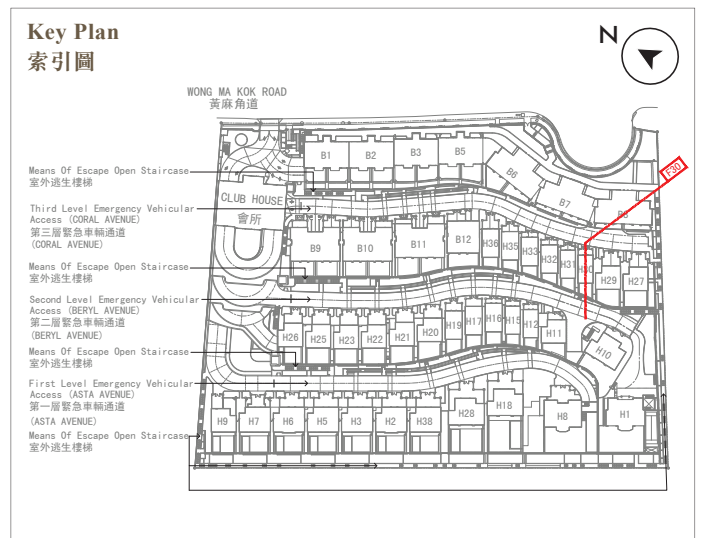 Key Plan
索引圖
N
WONG MA KOK ROAD
黃麻角道
Means Of Escape Open Staircase
室外逃生樓梯
CLUB HOUSE
會所
Third Level Emergency Vehicular
Access (CORAL AVENUE)
第三層緊急車輛通道
(CORAL AVENUE)
Means Of Escape Open Staircase
室外逃生樓梯
Second Level Emergency Vehicular
Access (BERYL AVENUE)
第二層緊急車輛通道
(BERYL AVENUE)
Means Of Escape Open Staircase
室外逃生樓梯
First Level Emergency Vehicular
Access (ASTA AVENUE)
第一層緊急車輛通道
(ASTA AVENUE)
Means Of Escape Open Staircase
室外逃生樓梯
B1 B2 B3 B5 B6 B7 B8
F30
B9 B10 B11 B12 H36 H35 H33 H32 H31 H30 H29 H27
H26 H25 H23 H22 H21 H20 H19 H17 H16 H15 H12 H11 H10
H9 H7 H6 H5 H3 H2 H38 H28 H18 H8 H1